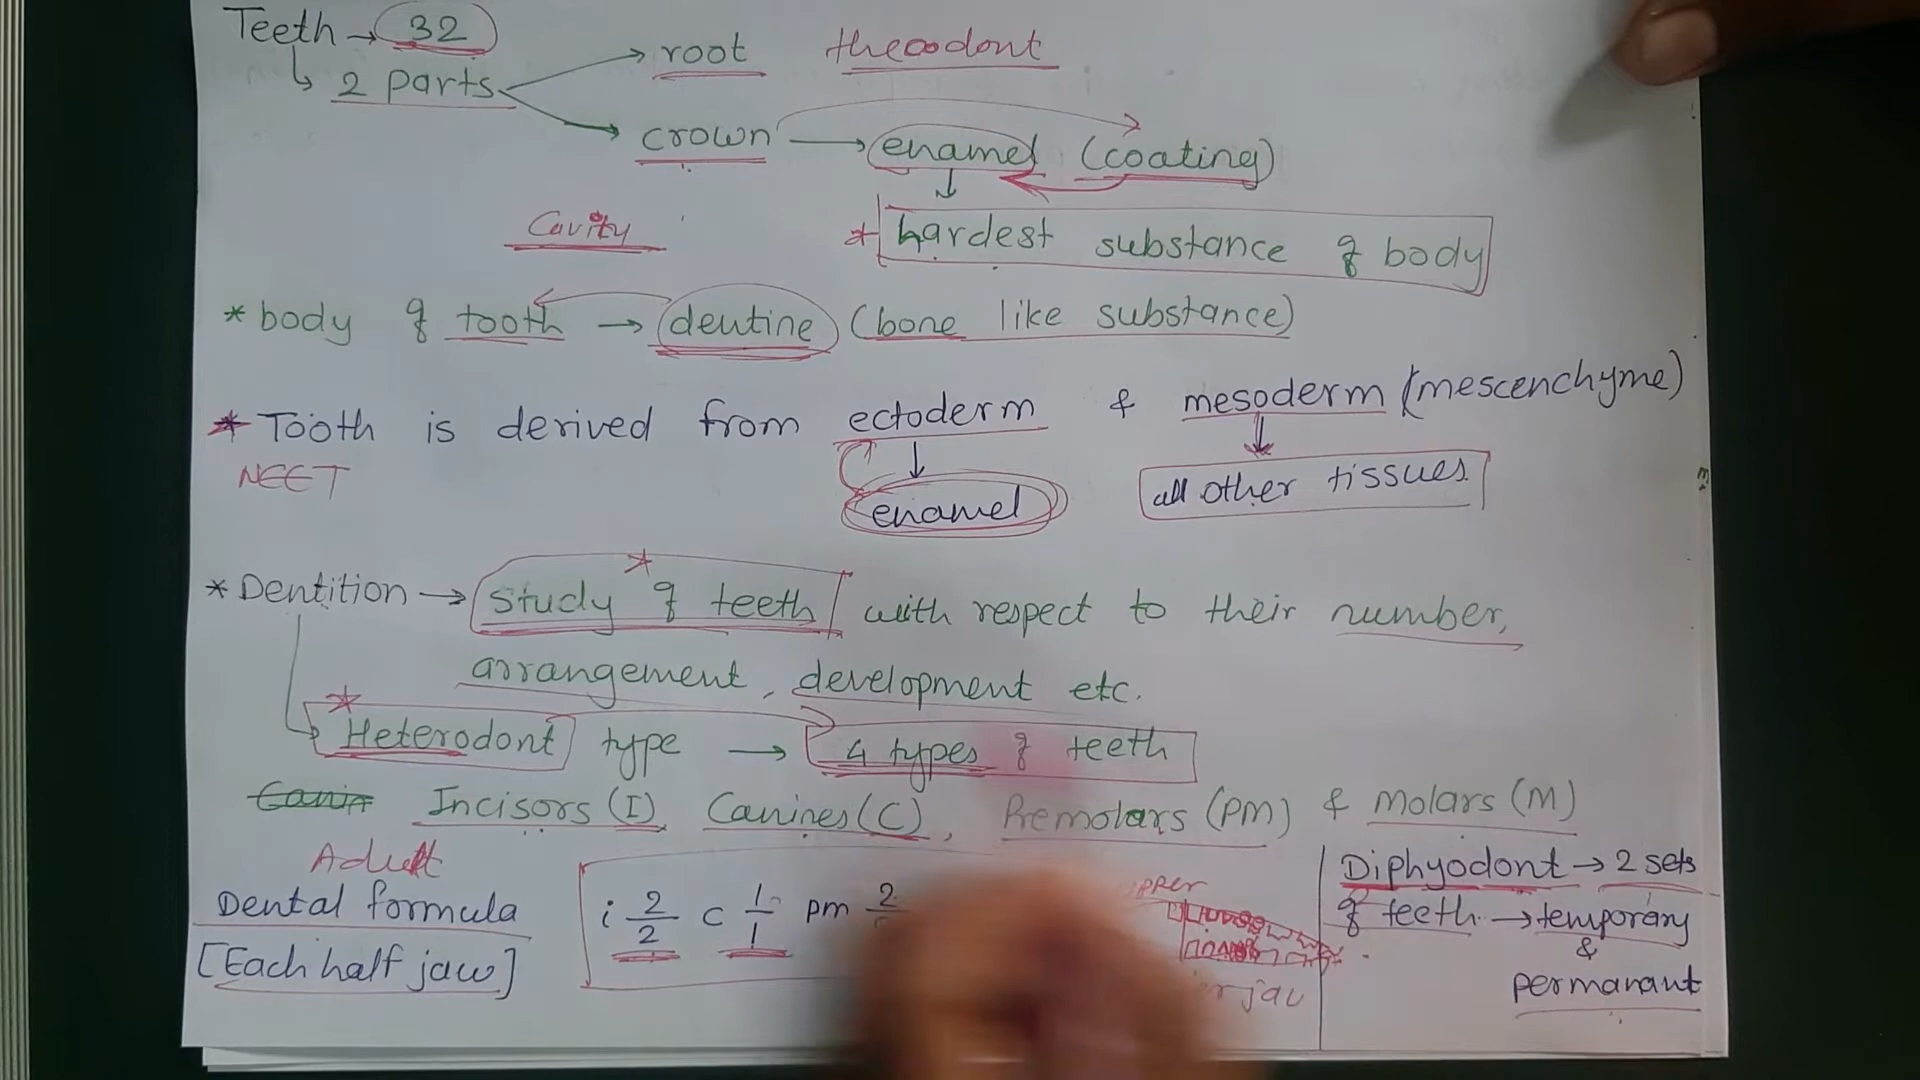 Teeth → 32
↳ 2 parts
root thecodont
crown → enamel (coating)
↓
Cavity
* hardest substance of body
* body of tooth → dentine (bone like substance)
* Tooth is derived from ectoderm & mesoderm (mescenchyme)
NEET
enamel all other tissues
* Dentition → study of teeth with respect to their number,
arrangement, development etc.
Heterodont type → 4 types of teeth
Incisors (I) Canines (C), Premolars (PM) & Molars (M)
Adult
Dental formula
[Each half jaw]
i 2/2 c 1/1 pm 2
Diphyodont → 2 sets
of teeth → temporary
&
permanant